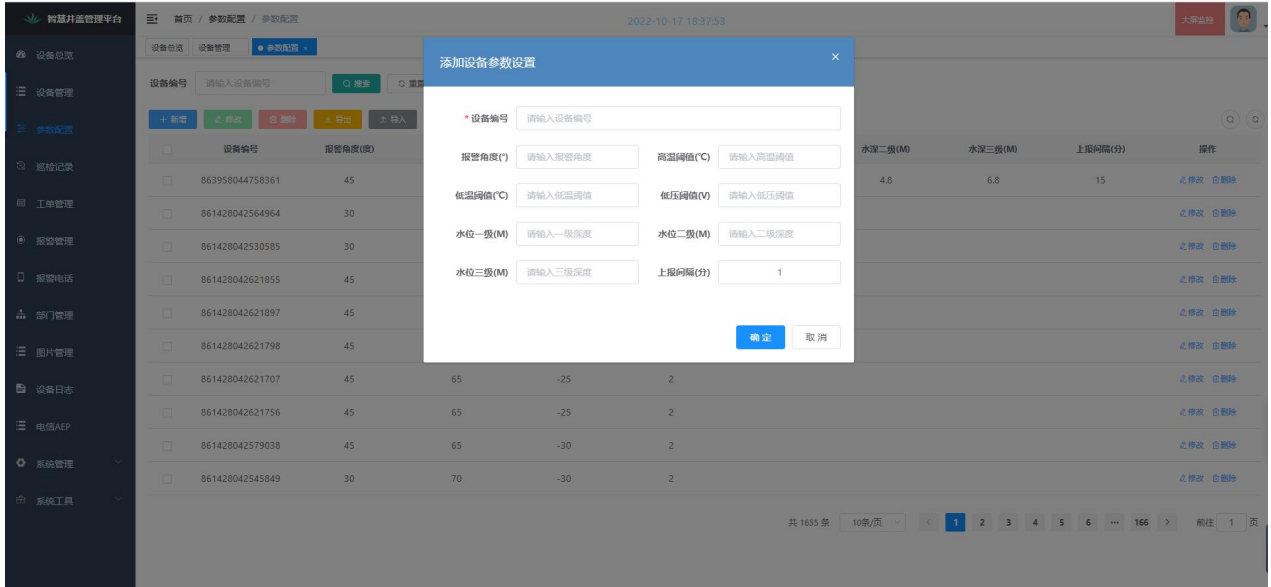 智慧井盖管理平台
首页 / 参数配置 / 参数配置
2022-10-17 18:37:53
大屏监控
设备总览
设备管理
参数配置
巡检记录
工单管理
报警管理
报警电话
部门管理
图片管理
设备日志
电信AEP
系统管理
系统工具
设备总览 设备管理 参数配置 ×
设备编号 请输入设备编号 搜索 重置
+ 新增 修改 删除 导出 导入
设备编号 报警角度(度) 水深二级(M) 水深三级(M) 上报间隔(分) 操作
863958044758361 45 4.8 6.8 15 修改 删除
861428042564964 30 修改 删除
861428042530585 30 修改 删除
861428042621855 45 修改 删除
861428042621897 45 修改 删除
861428042621798 45 修改 删除
861428042621707 45 65 -25 2 修改 删除
861428042621756 45 65 -25 2 修改 删除
861428042579038 45 65 -30 2 修改 删除
861428042545849 30 70 -30 2 修改 删除
共 1655 条 10条/页 < 1 2 3 4 5 6 ••• 166 > 前往 1 页
添加设备参数设置 ×
* 设备编号 请输入设备编号
报警角度(°) 请输入报警角度 高温阈值(℃) 请输入高温阈值
低温阈值(℃) 请输入低温阈值 低压阈值(V) 请输入低压阈值
水位一级(M) 请输入一级深度 水位二级(M) 请输入二级深度
水位三级(M) 请输入三级深度 上报间隔(分) 1
确 定 取 消